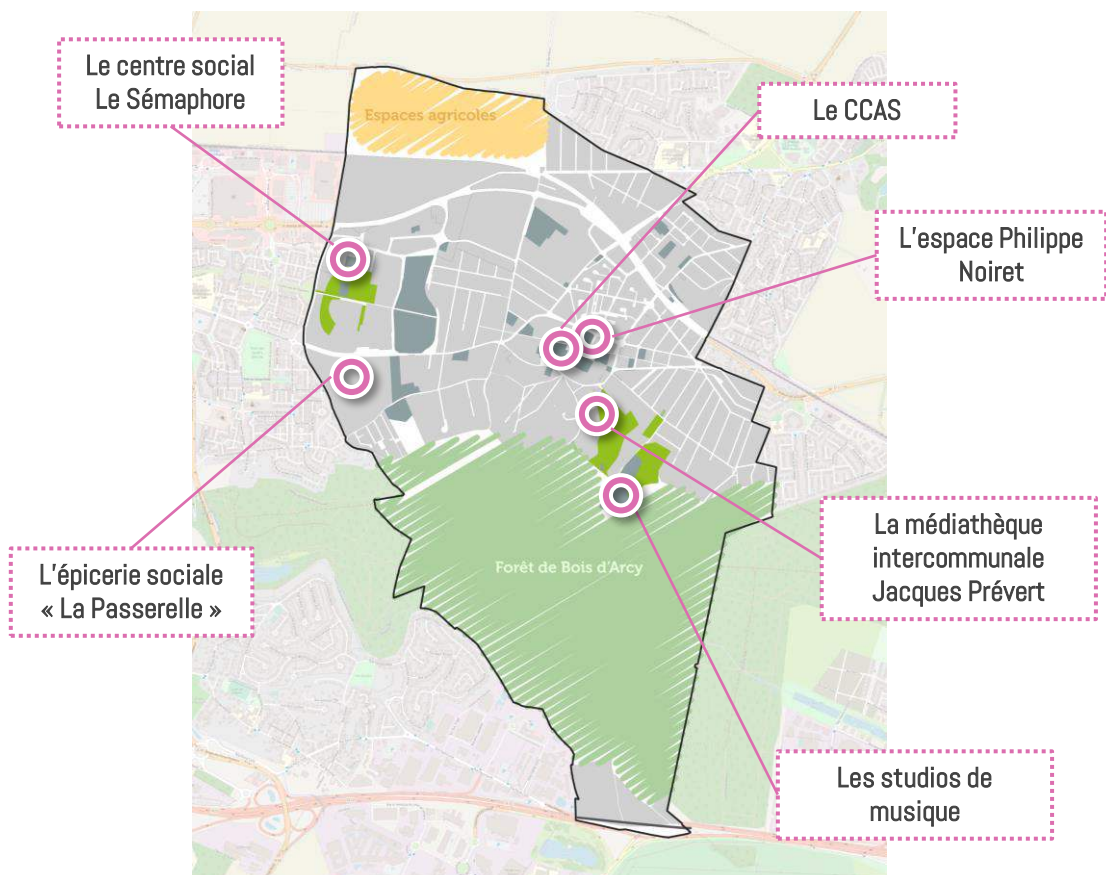 Le centre social
Le Sémaphore
Espaces agricoles
Le CCAS
L'espace Philippe
Noiret
La médiathèque
intercommunale
Jacques Prévert
L'épicerie sociale
« La Passerelle »
Forêt de Bois d'Arcy
Les studios de
musique